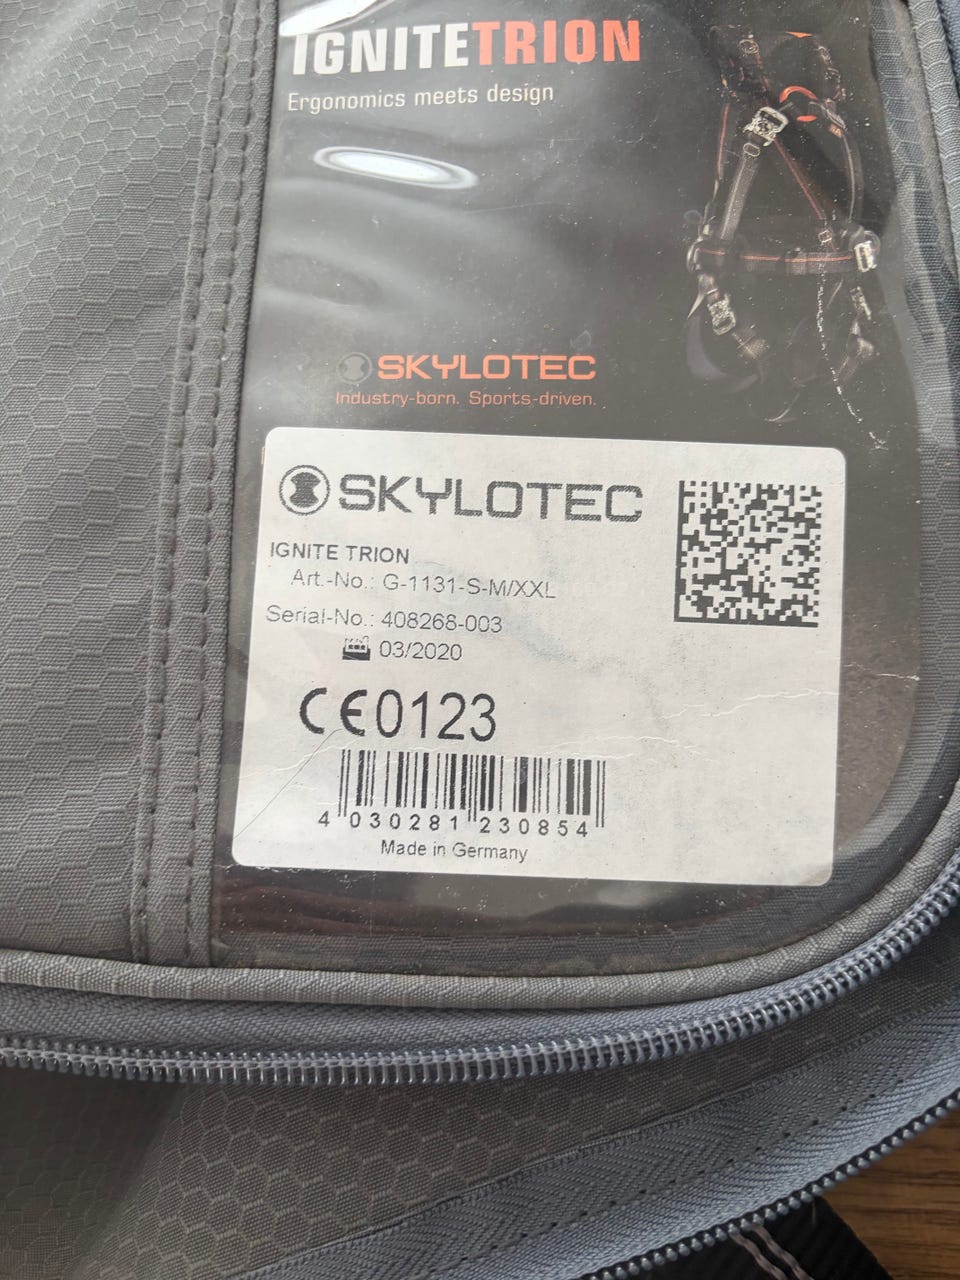 IGNITETRION
Ergonomics meets design
SKYLOTEC
Industry-born. Sports-driven.
SKYLOTEC
IGNITE TRION
Art.-No.: G-1131-S-M/XXL
Serial-No.: 408268-003
03/2020
CE0123
4 030281 230854
Made in Germany